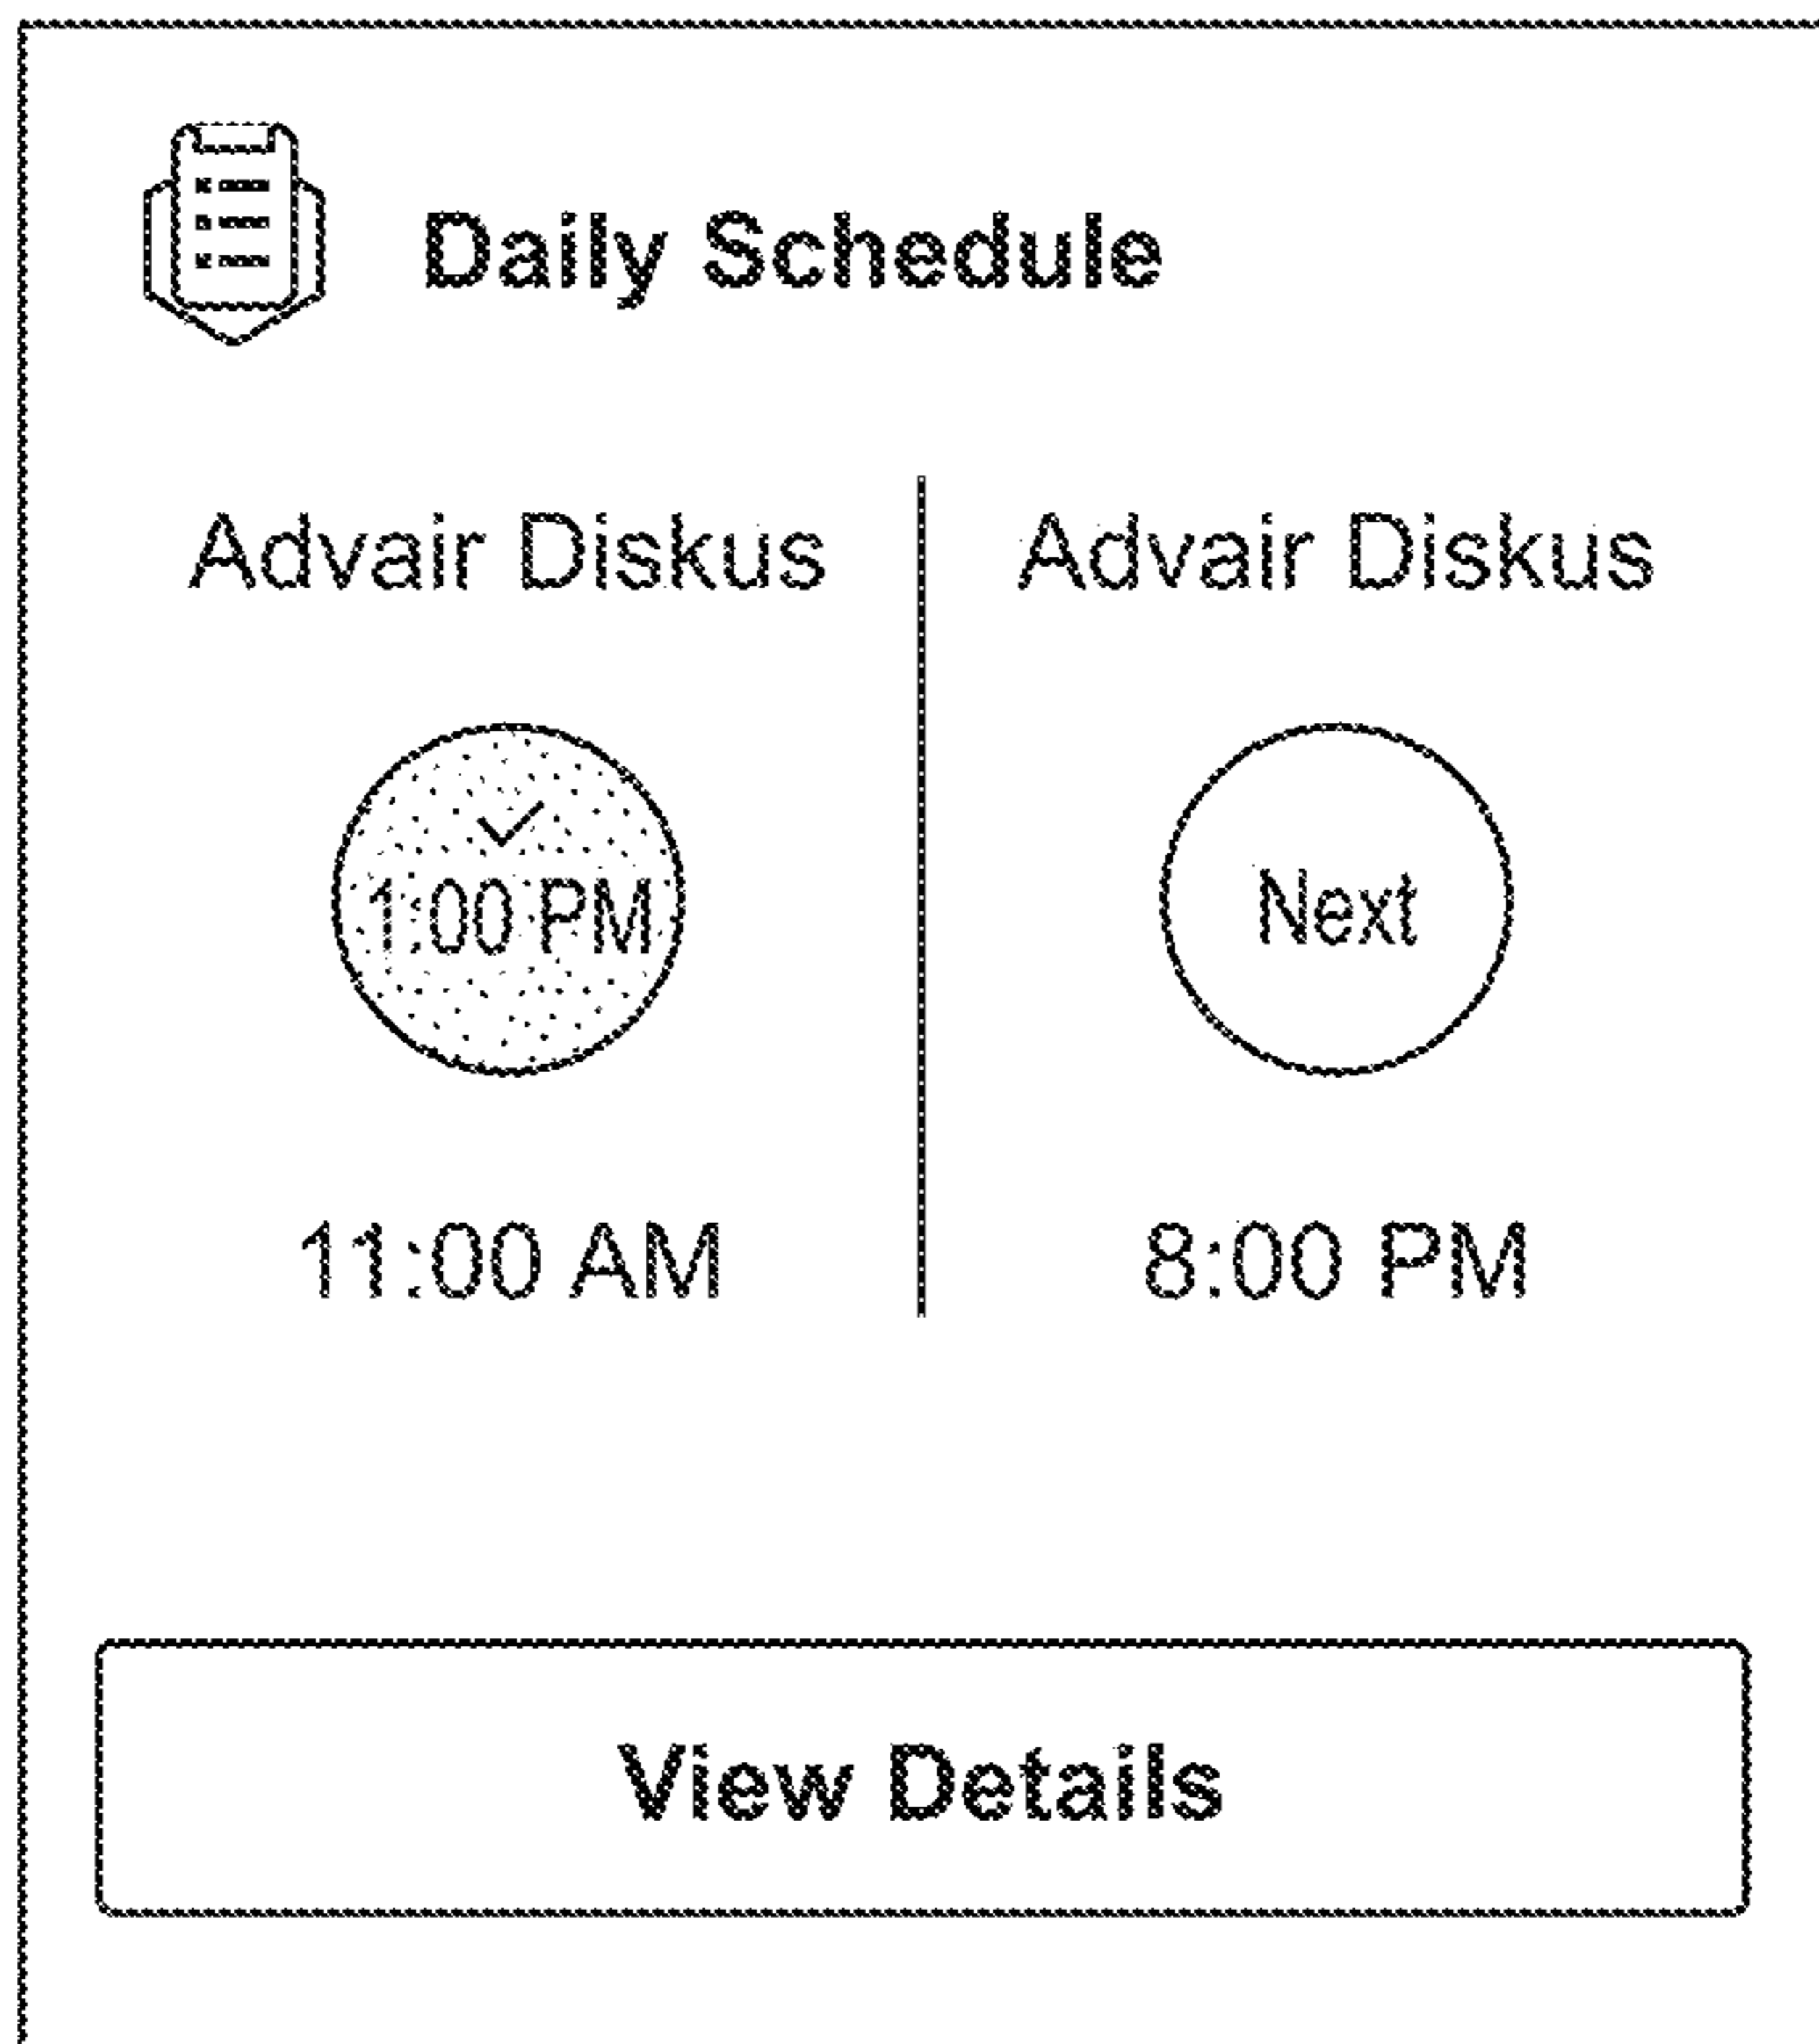 Daily Schedule
Advair Diskus
1:00 PM
11:00 AM
Advair Diskus
Next
8:00 PM
View Details